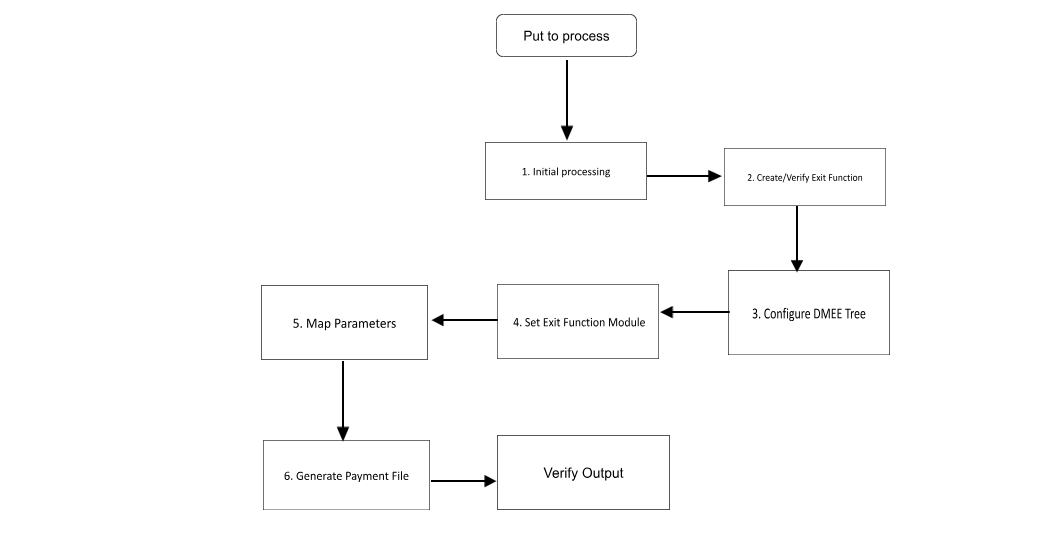 Put to process
1. Initial processing
2. Create/Verify Exit Function
3. Configure DMEE Tree
4. Set Exit Function Module
5. Map Parameters
6. Generate Payment File
Verify Output